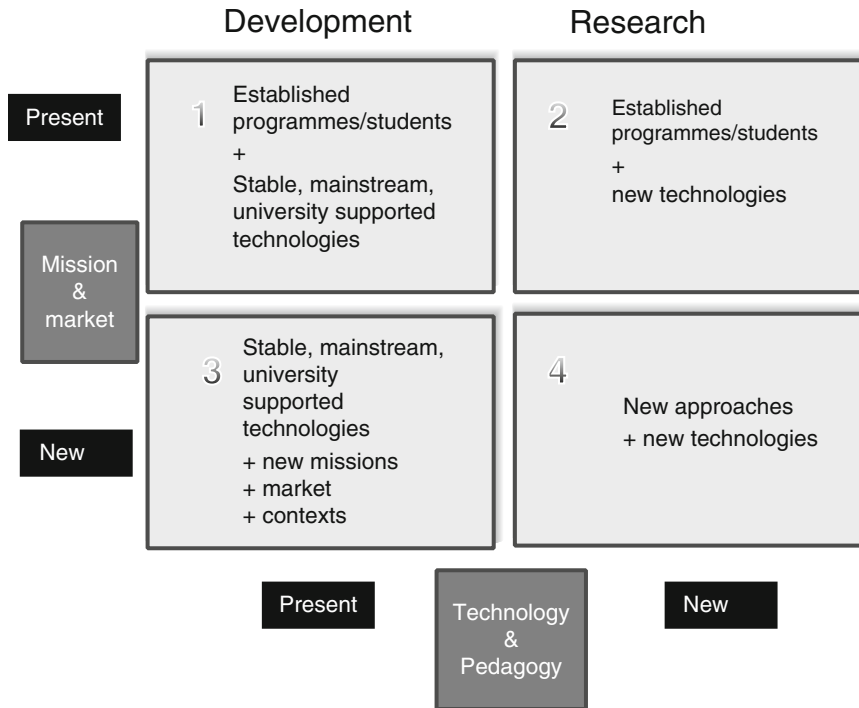 Development
Research
Present
1
Established
programmes/students
+
Stable, mainstream,
university supported
technologies
2
Established
programmes/students
+
new technologies
Mission
&
market
3
Stable, mainstream,
university
supported
technologies
+ new missions
+ market
+ contexts
4
New approaches
+ new technologies
New
Present
Technology
&
Pedagogy
New